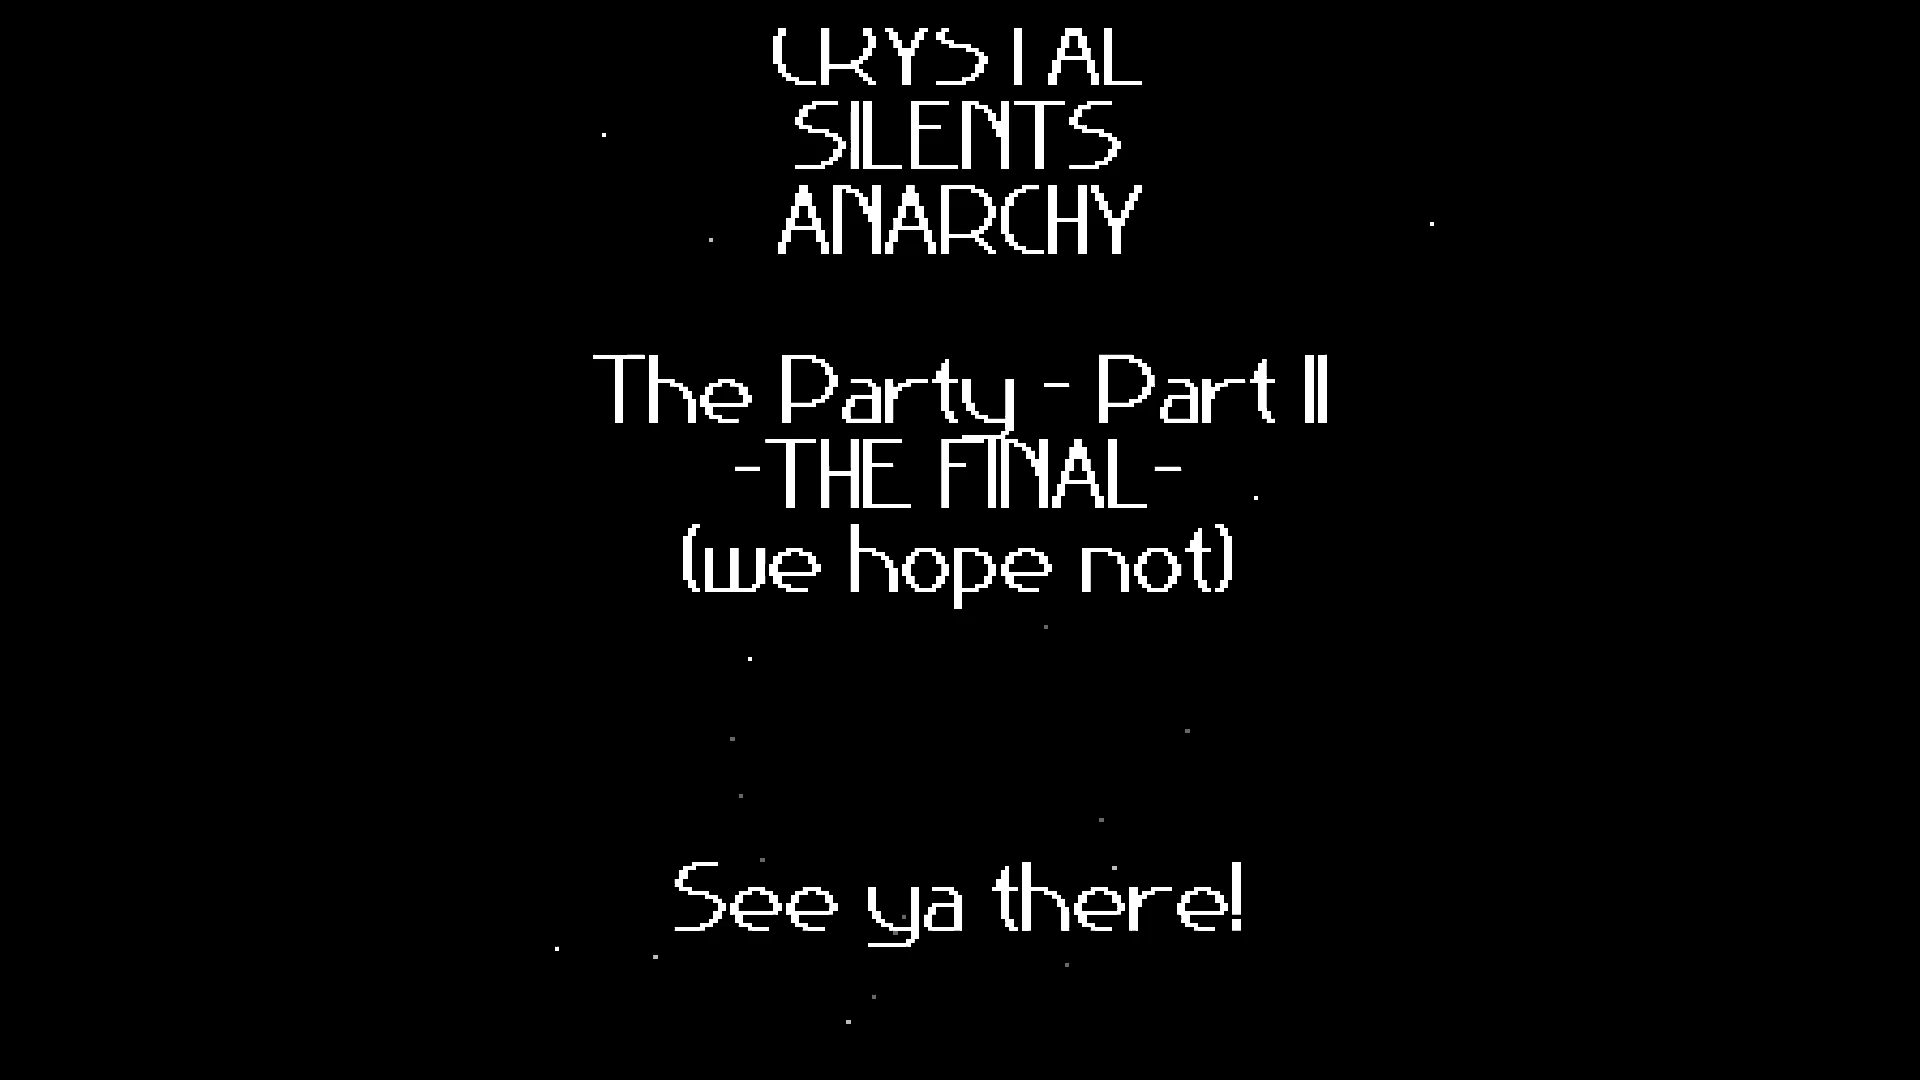 CRYSTAL
SILENTS
ANARCHY
The Party - Part II
-THE FINAL-
(we hope not)
See ya there!